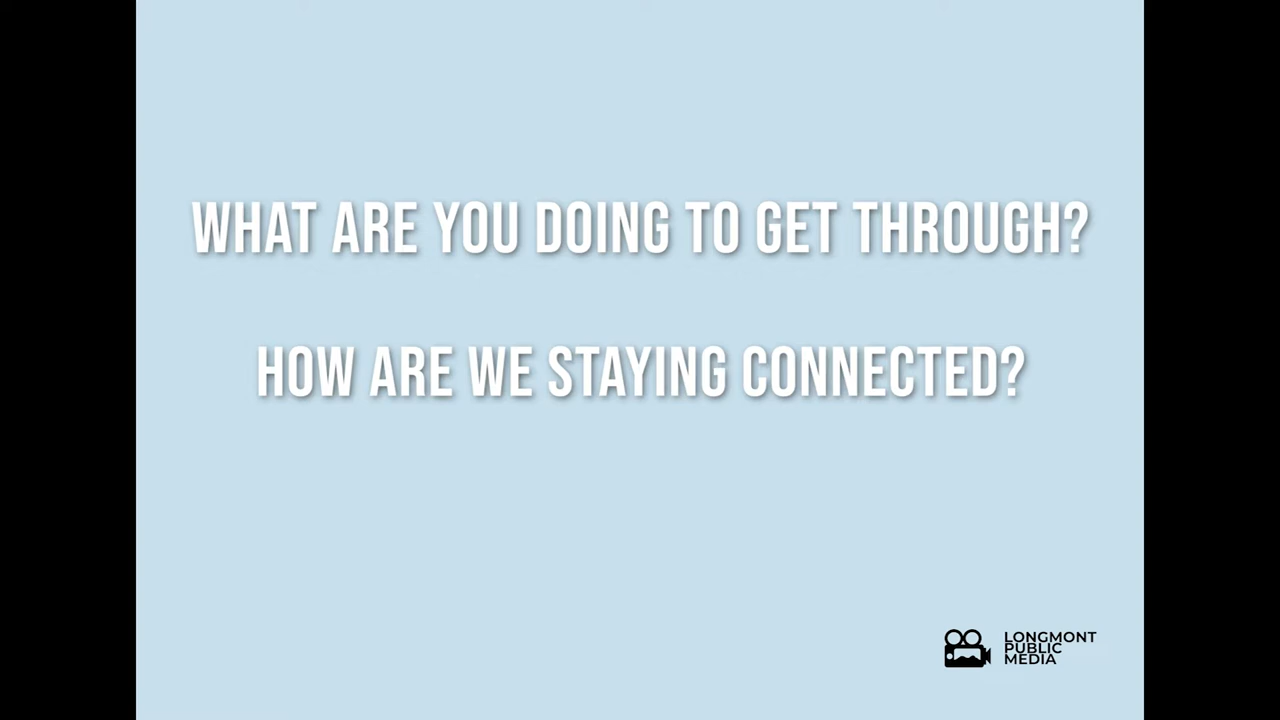 WHAT ARE YOU DOING TO GET THROUGH?
HOW ARE WE STAYING CONNECTED?
LONGMONT
PUBLIC
MEDIA